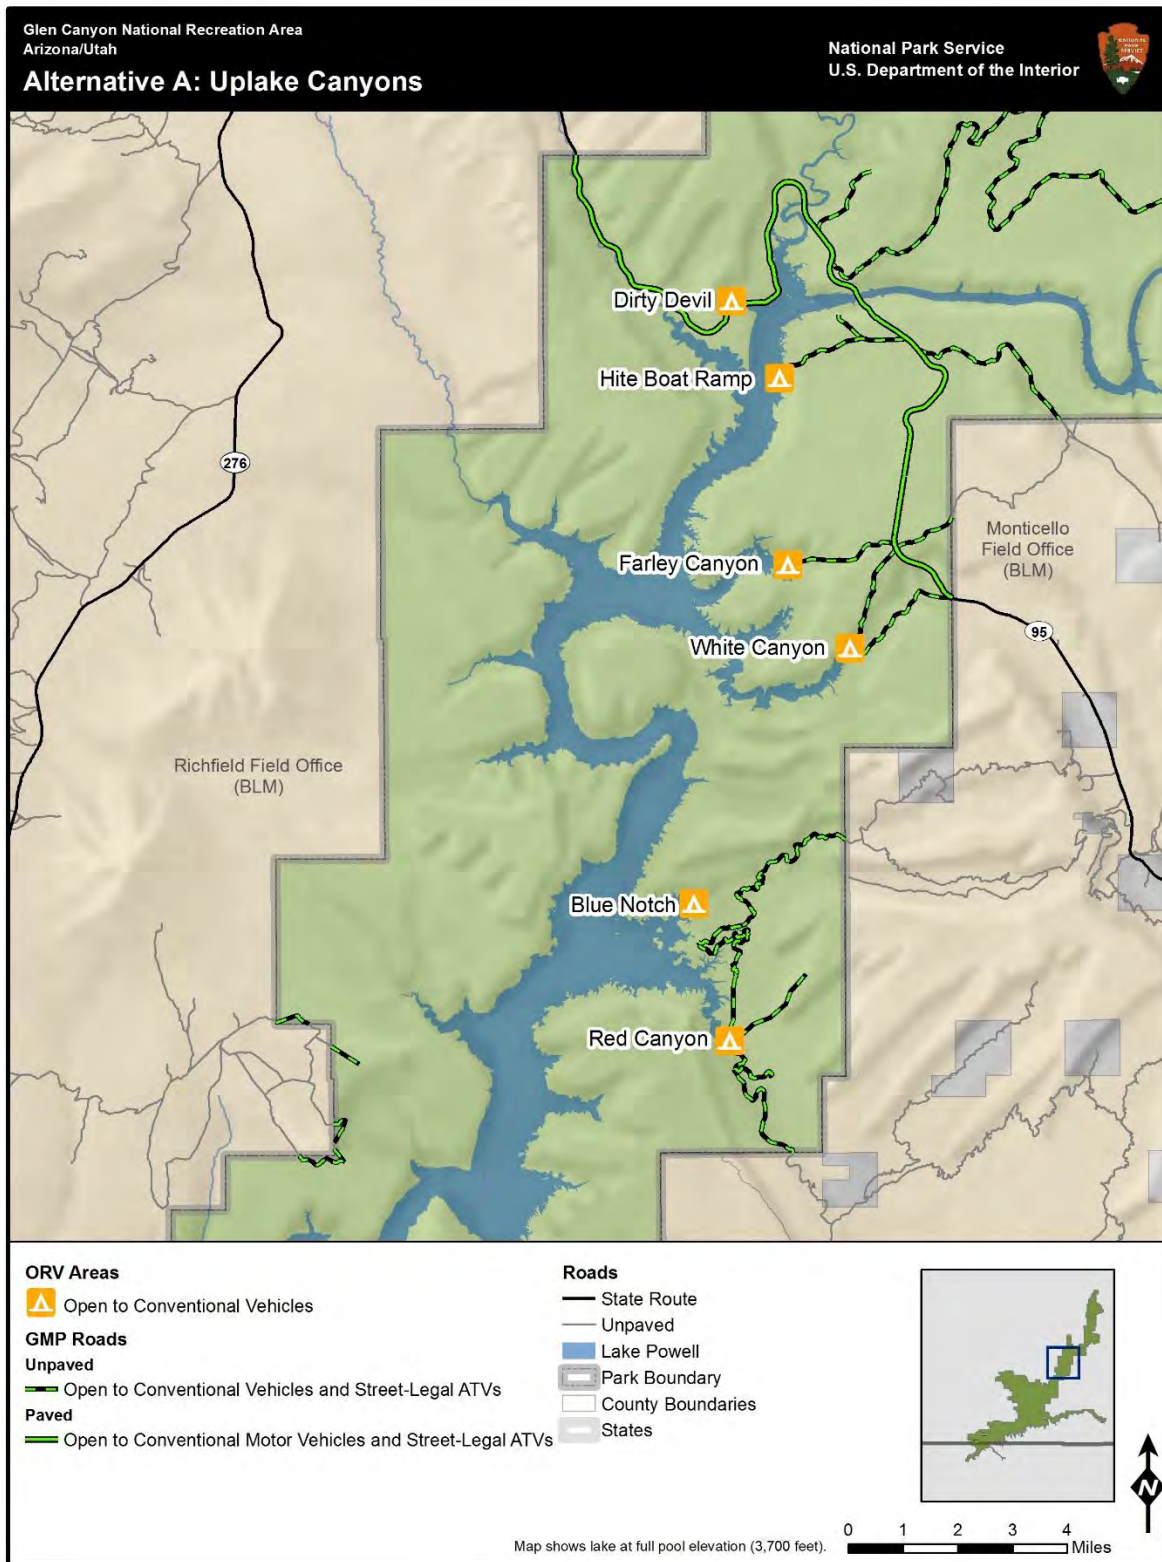 Glen Canyon National Recreation Area
Arizona/Utah
Alternative A: Uplake Canyons
National Park Service
U.S. Department of the Interior
NATIONAL
PARK
SERVICE
Dirty Devil
Hite Boat Ramp
276
Farley Canyon
Monticello
Field Office
(BLM)
White Canyon
95
Richfield Field Office
(BLM)
Blue Notch
Red Canyon
ORV Areas
Open to Conventional Vehicles
GMP Roads
Unpaved
Open to Conventional Vehicles and Street-Legal ATVs
Paved
Open to Conventional Motor Vehicles and Street-Legal ATVs
Roads
State Route
Unpaved
Lake Powell
Park Boundary
County Boundaries
States
N
Map shows lake at full pool elevation (3,700 feet).
0 1 2 3 4
Miles